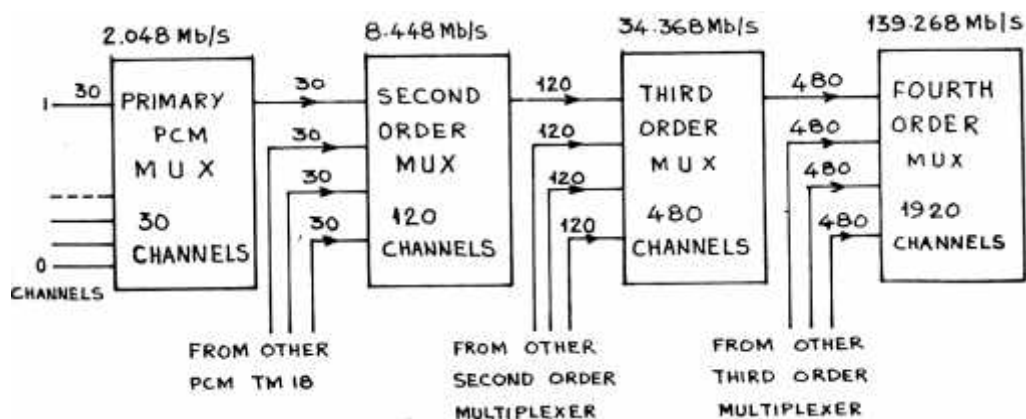 2.048 Mb/s
8.448 Mb/s
34.368 Mb/s
139.268 Mb/s
1 30
PRIMARY
PCM
MUX
30
CHANNELS
0
CHANNELS
30
30
30
30
SECOND
ORDER
MUX
120
CHANNELS
120
120
120
120
THIRD
ORDER
MUX
480
CHANNELS
480
480
480
480
FOURTH
ORDER
MUX
1920
CHANNELS
FROM OTHER
PCM TM 18
FROM OTHER
SECOND ORDER
MULTIPLEXER
FROM OTHER
THIRD ORDER
MULTIPLEXER